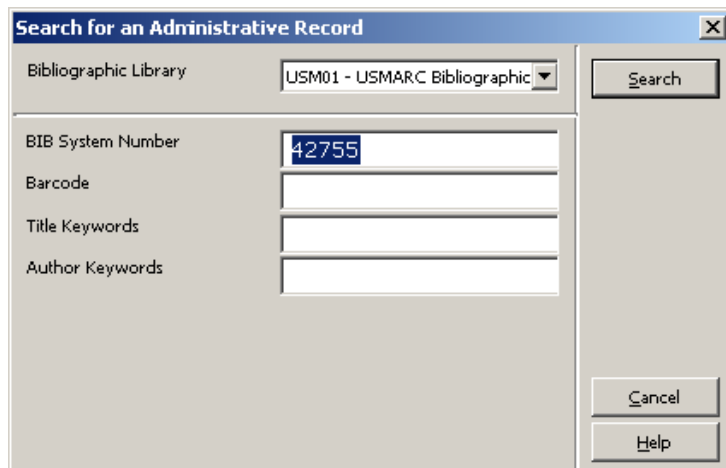 Search for an Administrative Record
Bibliographic Library
USM01 - USMARC Bibliographic
Search
BIB System Number
42755
Barcode
Title Keywords
Author Keywords
Cancel
Help